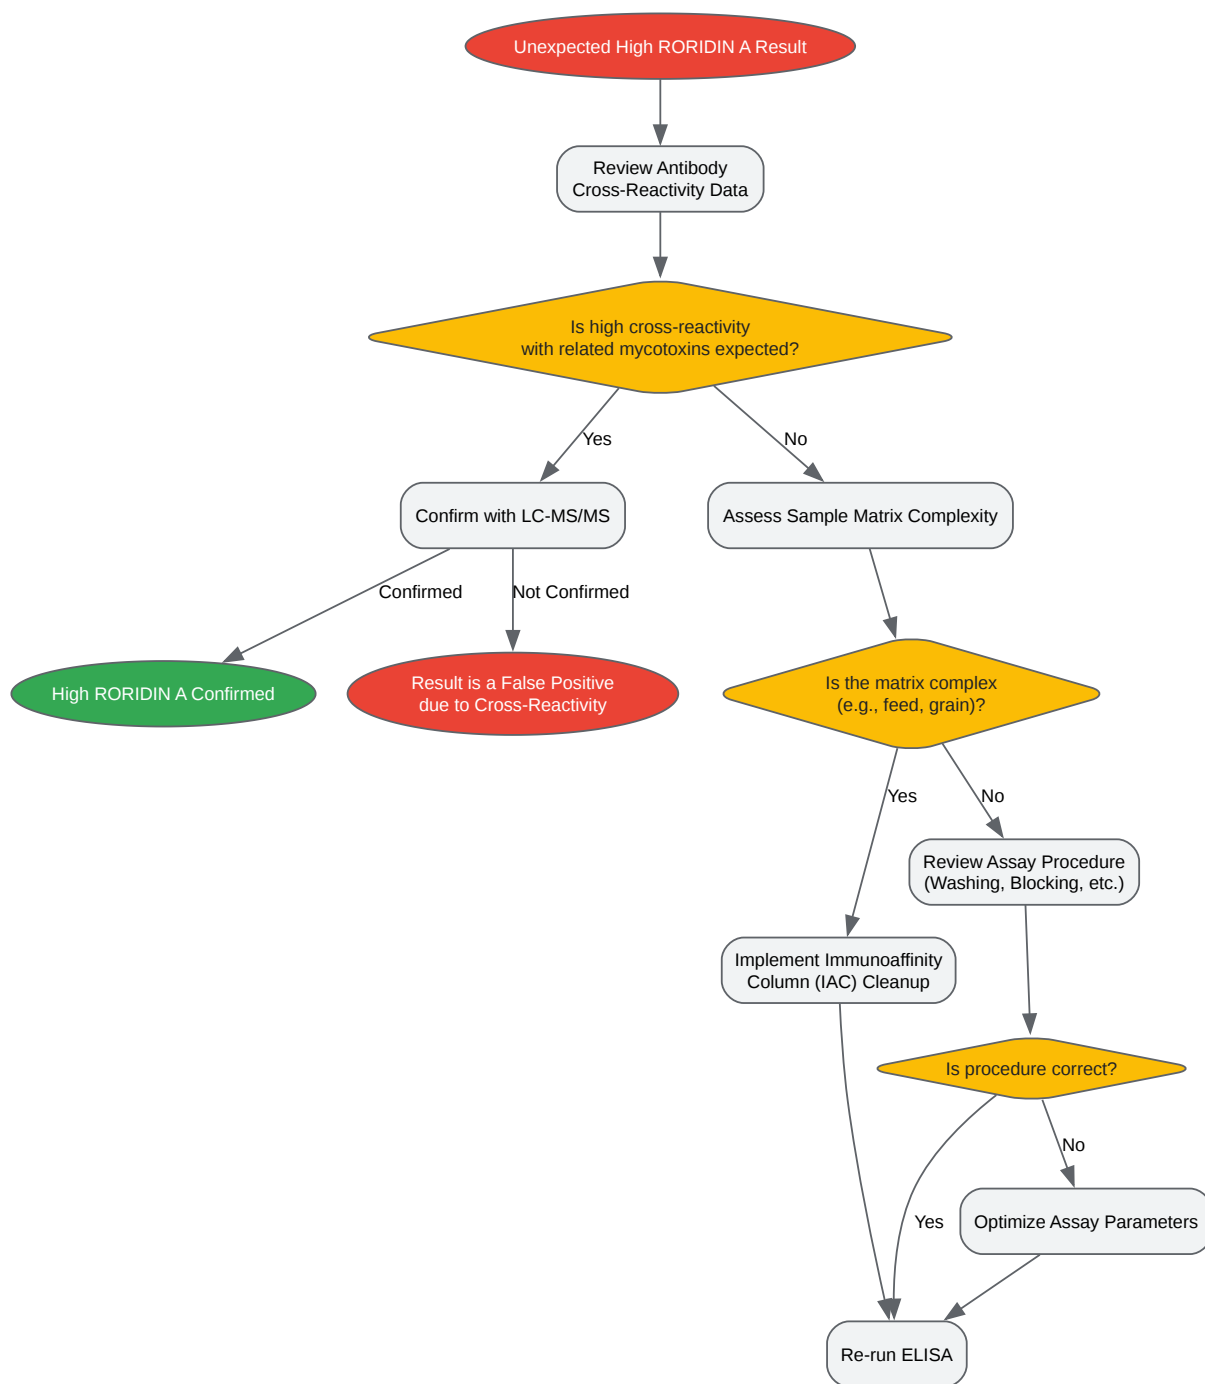 Unexpected High RORIDIN A Result
Review Antibody
Cross-Reactivity Data
Is high cross-reactivity
with related mycotoxins expected?
Yes
No
Confirm with LC-MS/MS
Assess Sample Matrix Complexity
Confirmed
Not Confirmed
High RORIDIN A Confirmed
Result is a False Positive
due to Cross-Reactivity
Is the matrix complex
(e.g., feed, grain)?
Yes
No
Review Assay Procedure
(Washing, Blocking, etc.)
Implement Immunoaffinity
Column (IAC) Cleanup
Is procedure correct?
No
Yes
Optimize Assay Parameters
Re-run ELISA